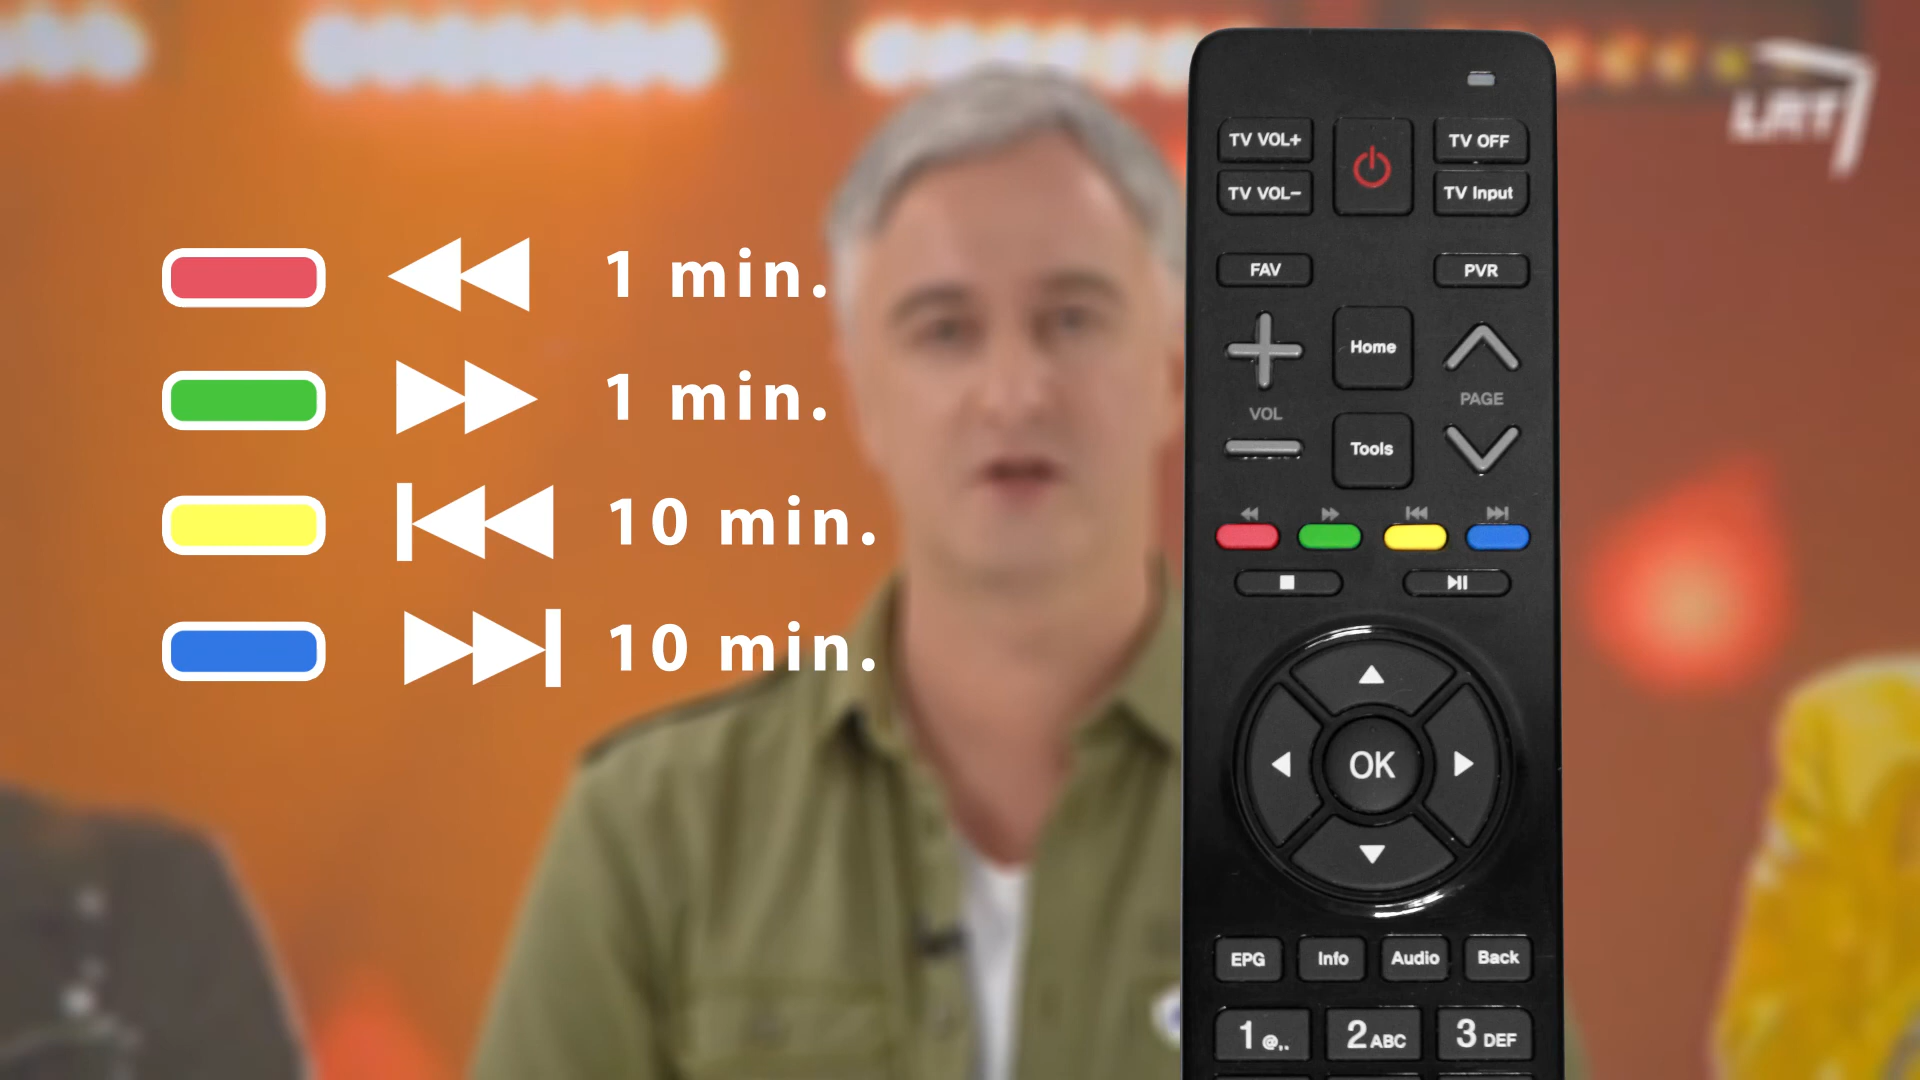 1 min.
1 min.
10 min.
10 min.
LRT
TV VOL+
TV OFF
TV VOL−
TV Input
FAV
PVR
Home
VOL
PAGE
Tools
OK
EPG
Info
Audio
Back
1 @,.
2 ABC
3 DEF